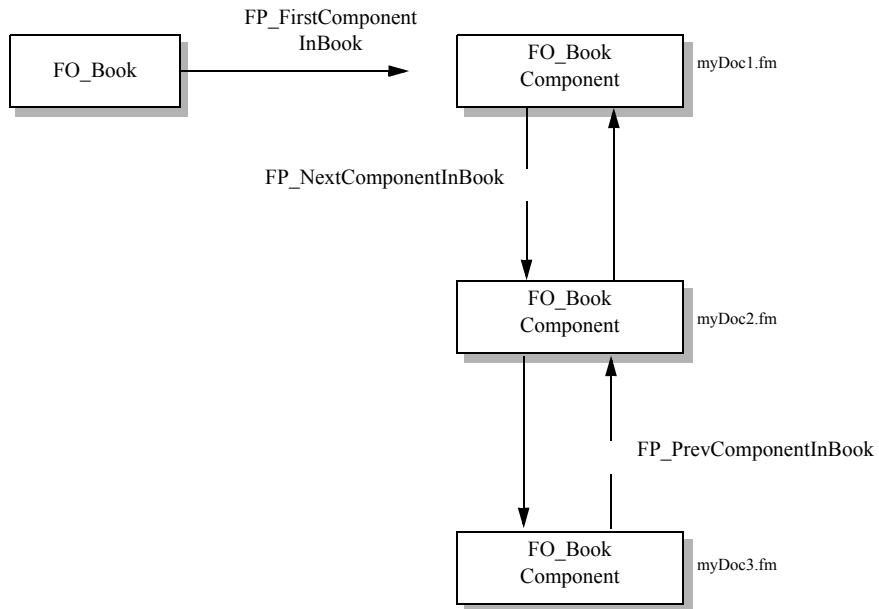 FP_FirstComponent
InBook
FO_Book
FO_Book
Component
myDoc1.fm
FP_NextComponentInBook
FO_Book
Component
myDoc2.fm
FP_PrevComponentInBook
FO_Book
Component
myDoc3.fm